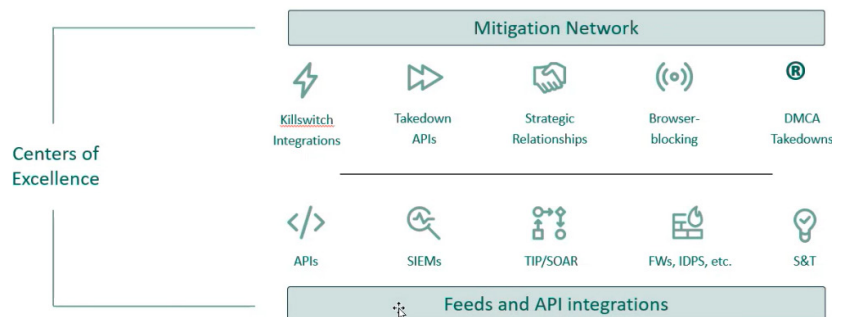 Mitigation Network
®
Killswitch
Integrations
Takedown
APIs
Strategic
Relationships
Browser-
blocking
DMCA
Takedowns
Centers of
Excellence
</>
APIs
SIEMs
TIP/SOAR
FWs, IDPS, etc.
S&T
Feeds and API integrations